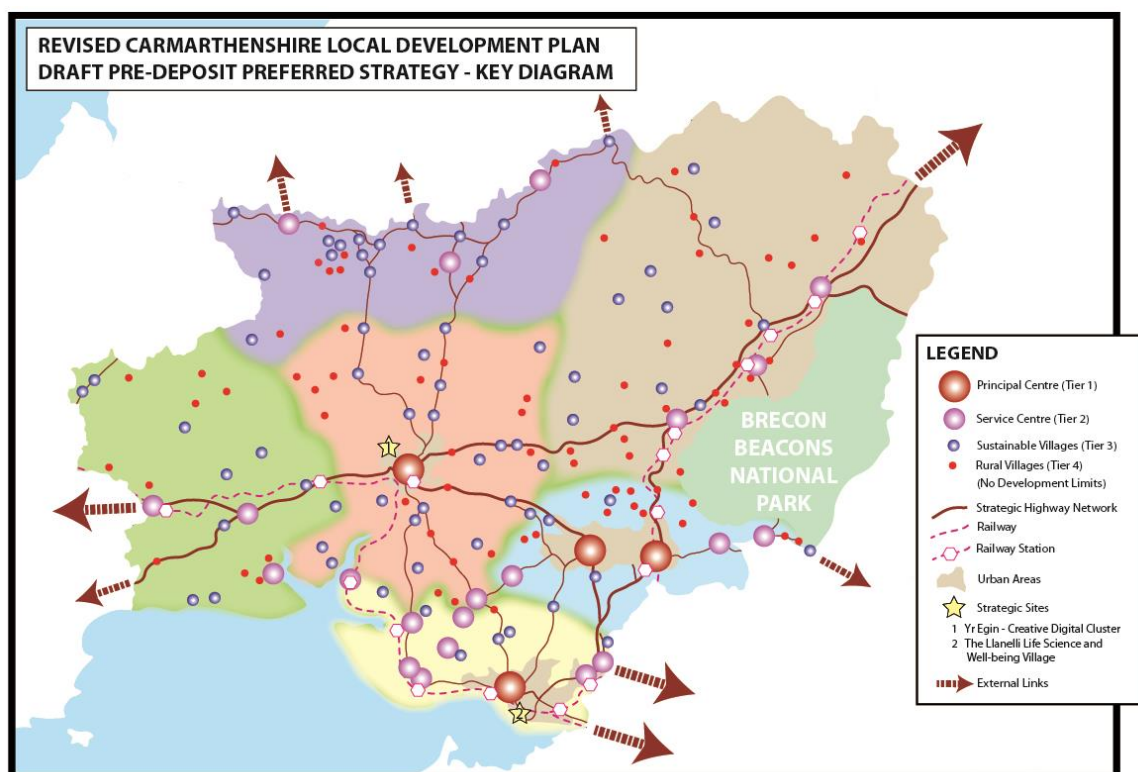 REVISED CARMARTHENSHIRE LOCAL DEVELOPMENT PLAN
DRAFT PRE-DEPOSIT PREFERRED STRATEGY - KEY DIAGRAM
1
BRECON
BEACONS
NATIONAL
PARK
2
LEGEND
Principal Centre (Tier 1)
Service Centre (Tier 2)
Sustainable Villages (Tier 3)
Rural Villages (Tier 4)
(No Development Limits)
Strategic Highway Network
Railway
Railway Station
Urban Areas
Strategic Sites
1 Yr Egin - Creative Digital Cluster
2 The Llanelli Life Science and
Well-being Village
External Links